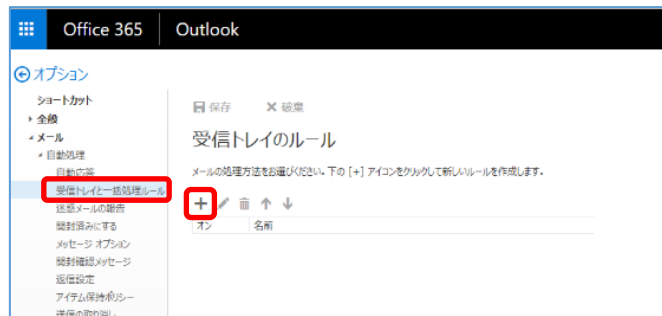 Office 365 Outlook
オプション
ショートカット
全般
メール
自動処理
自動応答
受信トレイと一括処理ルール
迷惑メールの報告
開封済みにする
メッセージ オプション
開封確認メッセージ
返信設定
アイテム保持ポリシー
送信の取り消し
保存 破棄
受信トレイのルール
メールの処理方法をお選びください。下の [+] アイコンをクリックして新しいルールを作成します。
オン 名前